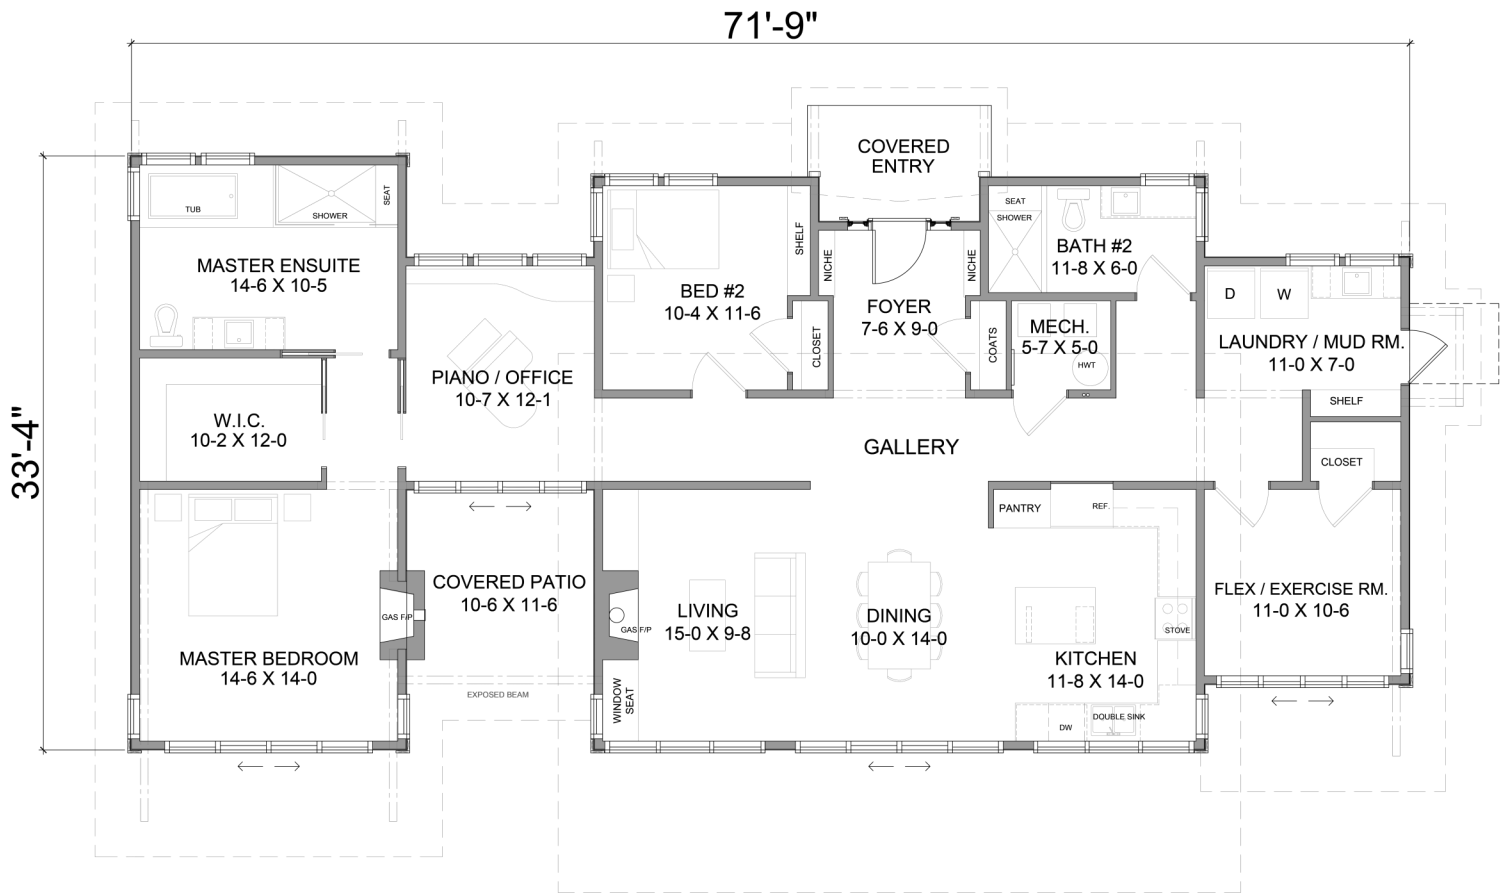 71'-9"
33'-4"
COVERED
ENTRY
TUB
SHOWER
SEAT
MASTER ENSUITE
14-6 X 10-5
W.I.C.
10-2 X 12-0
PIANO / OFFICE
10-7 X 12-1
BED #2
10-4 X 11-6
SHELF
CLOSET
NICHE
NICHE
FOYER
7-6 X 9-0
COATS
SEAT
SHOWER
BATH #2
11-8 X 6-0
MECH.
5-7 X 5-0
HWT
D
W
LAUNDRY / MUD RM.
11-0 X 7-0
SHELF
CLOSET
GALLERY
MASTER BEDROOM
14-6 X 14-0
GAS F/P
COVERED PATIO
10-6 X 11-6
EXPOSED BEAM
GAS F/P
WINDOW
SEAT
LIVING
15-0 X 9-8
DINING
10-0 X 14-0
PANTRY
REF.
STOVE
KITCHEN
11-8 X 14-0
DW
DOUBLE SINK
FLEX / EXERCISE RM.
11-0 X 10-6